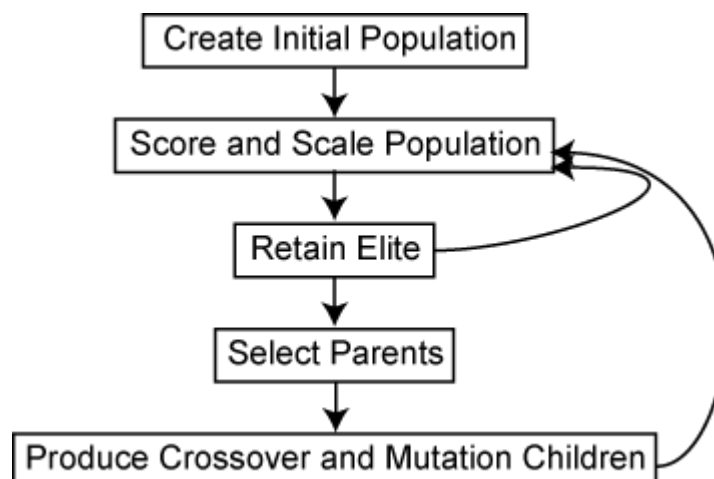 Create Initial Population
Score and Scale Population
Retain Elite
Select Parents
Produce Crossover and Mutation Children